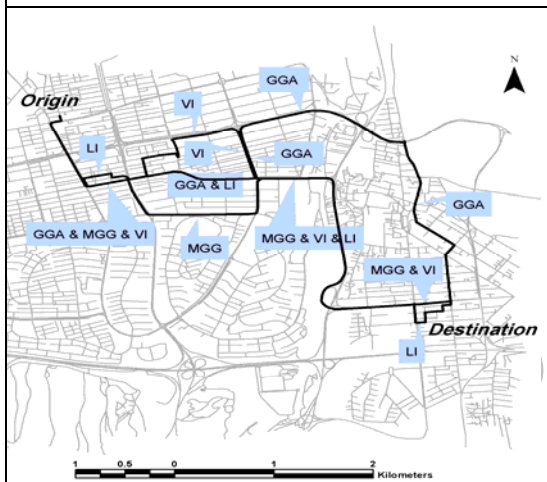 N
GGA
Origin
VI
LI
VI
GGA
GGA & LI
GGA
GGA & MGG & VI
MGG
MGG & VI & LI
MGG & VI
Destination
LI
1 0.5 0 1 2
Kilometers